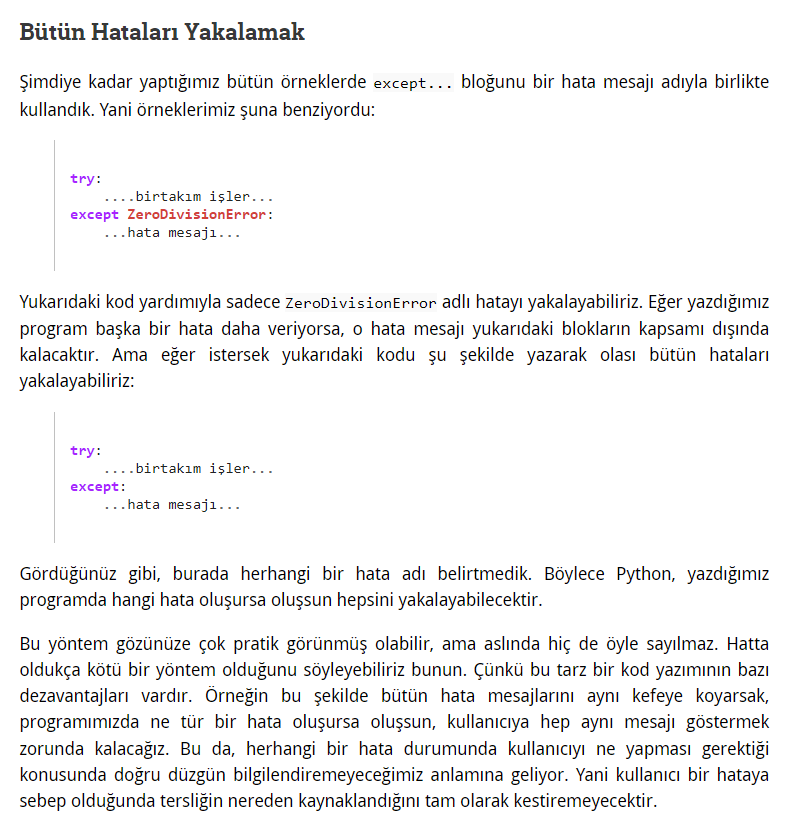 Bütün Hataları Yakalamak
Şimdiye kadar yaptığımız bütün örneklerde except... bloğunu bir hata mesajı adıyla birlikte
kullandık. Yani örneklerimiz şuna benziyordu:
try:
    ....birtakım işler...
except ZeroDivisionError:
    ...hata mesajı...
Yukarıdaki kod yardımıyla sadece ZeroDivisionError adlı hatayı yakalayabiliriz. Eğer yazdığımız
program başka bir hata daha veriyorsa, o hata mesajı yukarıdaki blokların kapsamı dışında
kalacaktır. Ama eğer istersek yukarıdaki kodu şu şekilde yazarak olası bütün hataları
yakalayabiliriz:
try:
    ....birtakım işler...
except:
    ...hata mesajı...
Gördüğünüz gibi, burada herhangi bir hata adı belirtmedik. Böylece Python, yazdığımız
programda hangi hata oluşursa oluşsun hepsini yakalayabilecektir.
Bu yöntem gözünüze çok pratik görünmüş olabilir, ama aslında hiç de öyle sayılmaz. Hatta
oldukça kötü bir yöntem olduğunu söyleyebiliriz bunun. Çünkü bu tarz bir kod yazımının bazı
dezavantajları vardır. Örneğin bu şekilde bütün hata mesajlarını aynı kefeye koyarsak,
programımızda ne tür bir hata oluşursa oluşsun, kullanıcıya hep aynı mesajı göstermek
zorunda kalacağız. Bu da, herhangi bir hata durumunda kullanıcıyı ne yapması gerektiği
konusunda doğru düzgün bilgilendiremeyeceğimiz anlamına geliyor. Yani kullanıcı bir hataya
sebep olduğunda tersliğin nereden kaynaklandığını tam olarak kestiremeyecektir.